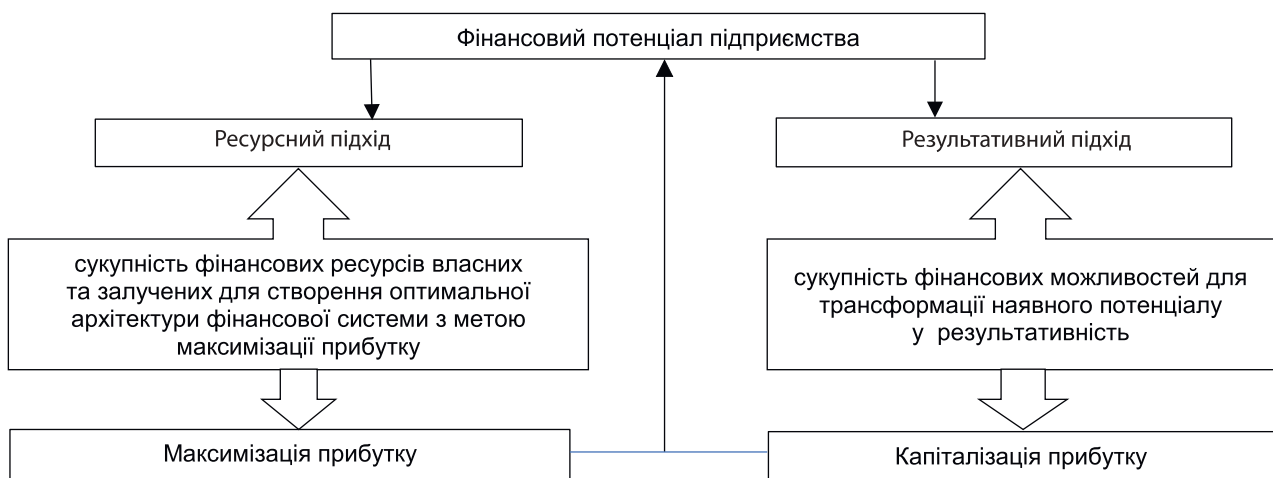 Фінансовий потенціал підприємства
Ресурсний підхід
Результативний підхід
сукупність фінансових ресурсів власних
та залучених для створення оптимальної
архітектури фінансової системи з метою
максимізації прибутку
сукупність фінансових можливостей для
трансформації наявного потенціалу
у результативність
Максимізація прибутку
Капіталізація прибутку